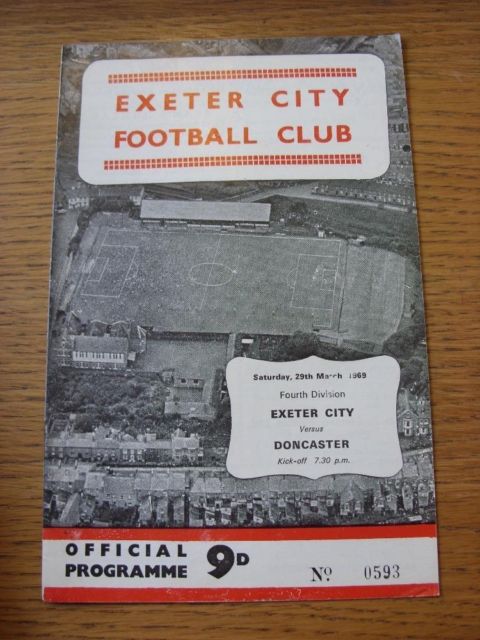 EXETER CITY
FOOTBALL CLUB
Saturday, 29th March 1969
Fourth Division
EXETER CITY
Versus
DONCASTER
Kick-off 7.30 p.m.
OFFICIAL
PROGRAMME 9D
No 0593